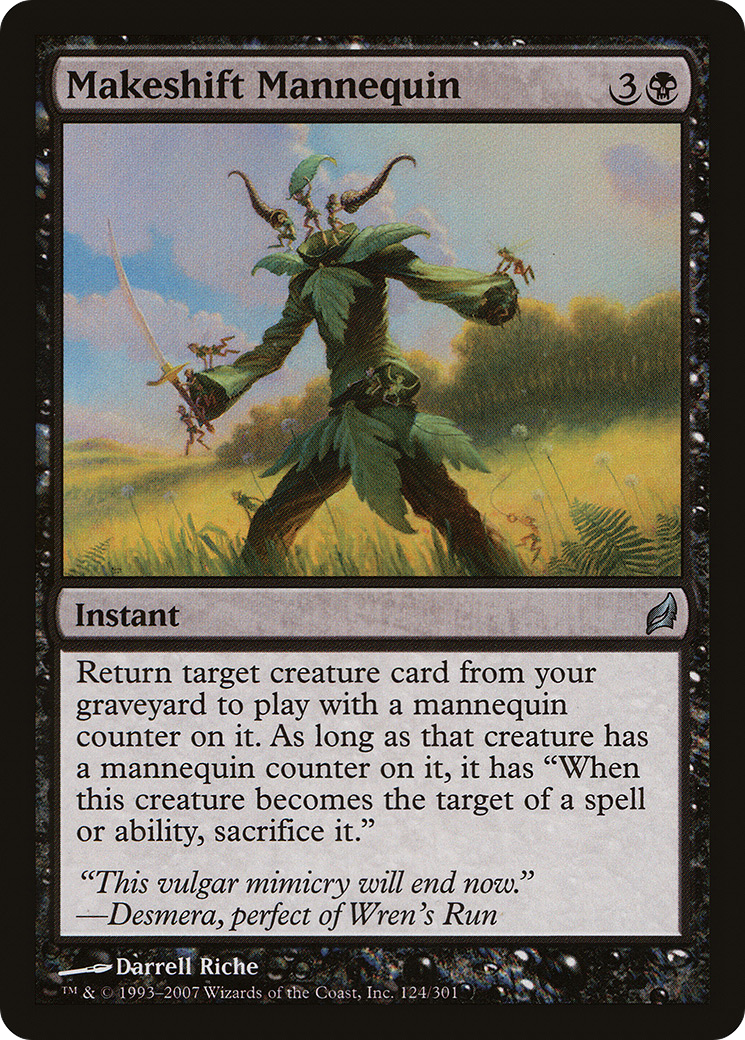 Makeshift Mannequin 3
Instant
Return target creature card from your
graveyard to play with a mannequin
counter on it. As long as that creature has
a mannequin counter on it, it has “When
this creature becomes the target of a spell
or ability, sacrifice it.”
“This vulgar mimicry will end now.”
—Desmera, perfect of Wren’s Run
Darrell Riche
™ & © 1993–2007 Wizards of the Coast, Inc. 124/301